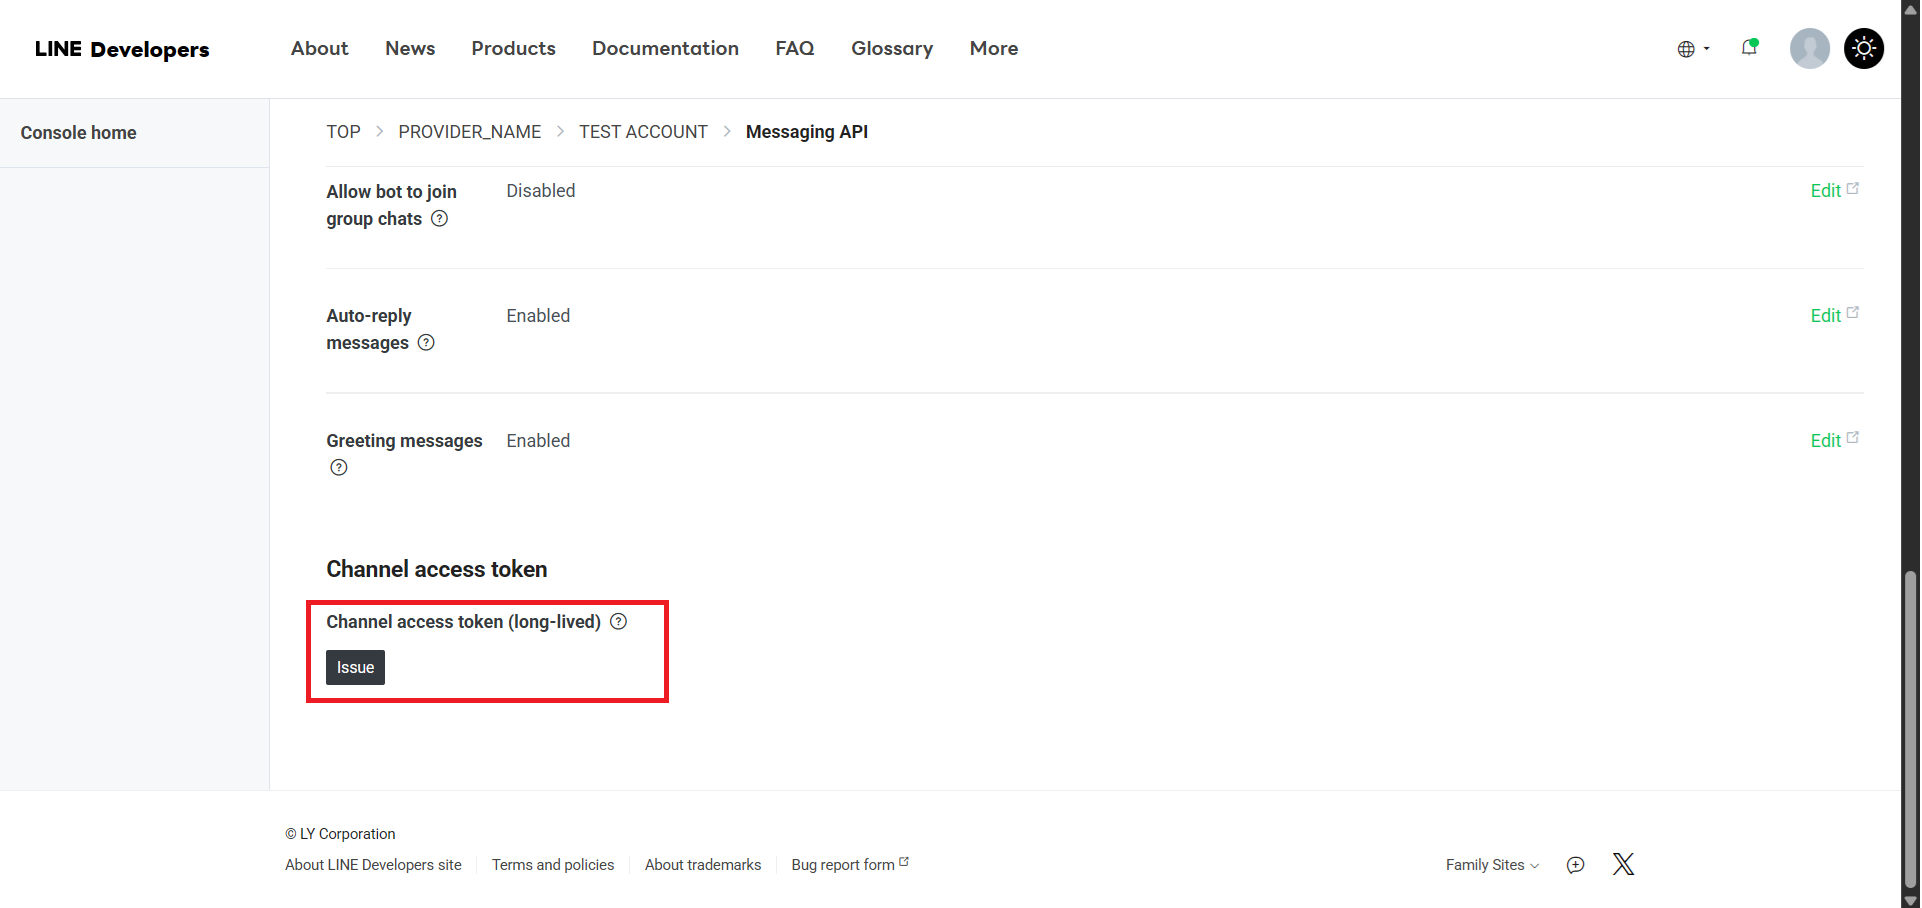 LINE Developers
About News Products Documentation FAQ Glossary More
Console home
TOP PROVIDER_NAME TEST ACCOUNT Messaging API
Allow bot to join
group chats
Disabled
Edit
Auto-reply
messages
Enabled
Edit
Greeting messages
Enabled
Edit
Channel access token
Channel access token (long-lived)
Issue
© LY Corporation
About LINE Developers site Terms and policies About trademarks Bug report form
Family Sites